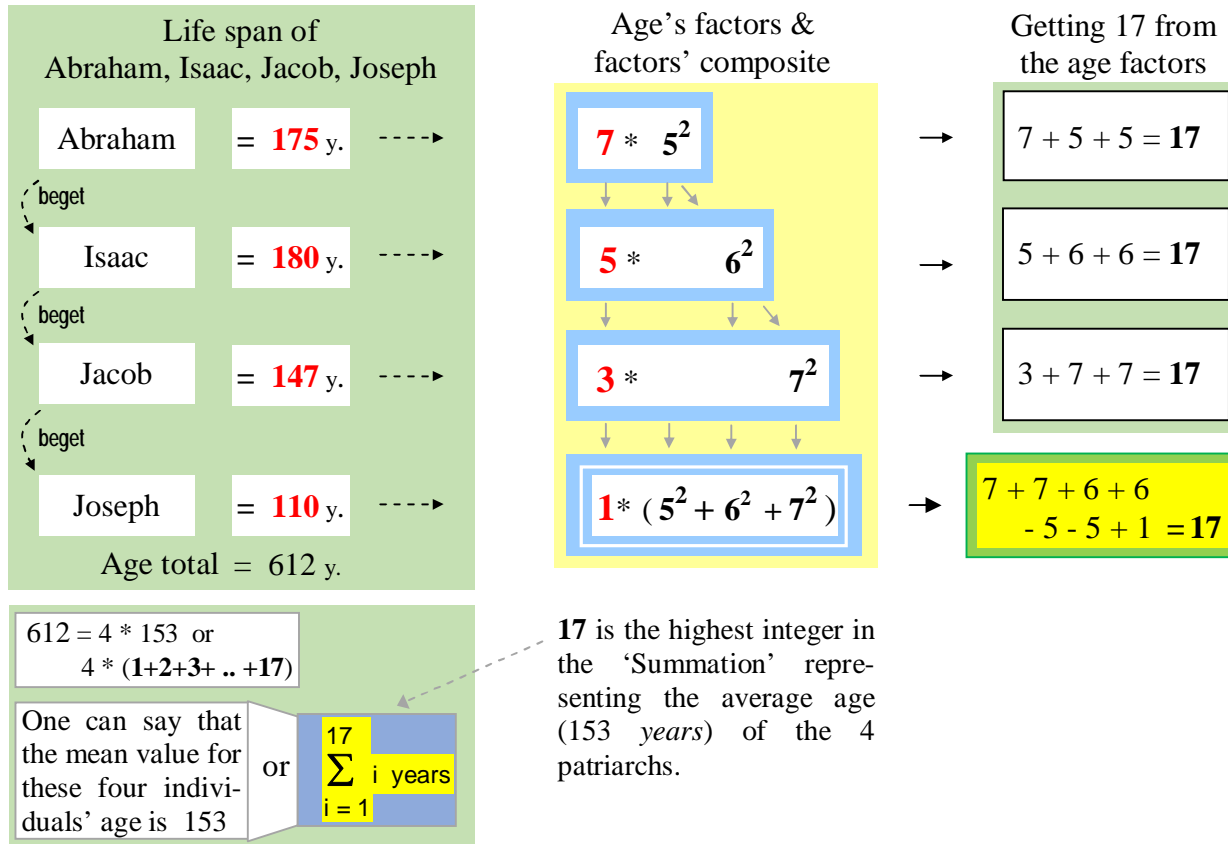 Life span of
Abraham, Isaac, Jacob, Joseph
Abraham = 175 y.
beget
Isaac = 180 y.
beget
Jacob = 147 y.
beget
Joseph = 110 y.
Age total = 612 y.
Age’s factors &
factors’ composite
7 * 5²
5 * 6²
3 * 7²
1* ( 5² + 6² + 7² )
Getting 17 from
the age factors
7 + 5 + 5 = 17
5 + 6 + 6 = 17
3 + 7 + 7 = 17
7 + 7 + 6 + 6
- 5 - 5 + 1 = 17
612 = 4 * 153 or
4 * (1+2+3+ .. +17)
One can say that
the mean value for
these four indivi-
duals’ age is 153
or
17
Σ i years
i = 1
17 is the highest integer in
the ‘Summation’ repre-
senting the average age
(153 years) of the 4
patriarchs.